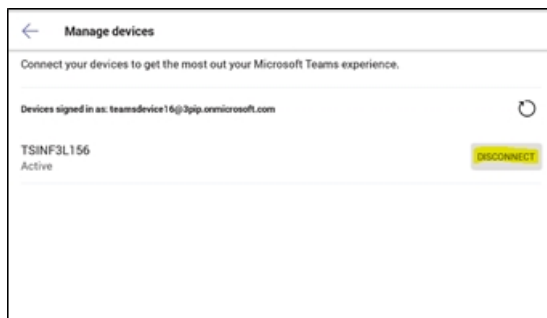 Manage devices
Connect your devices to get the most out your Microsoft Teams experience.
Devices signed in as: teamsdevice16@3pip.onmicrosoft.com
TSINF3L156
Active
DISCONNECT